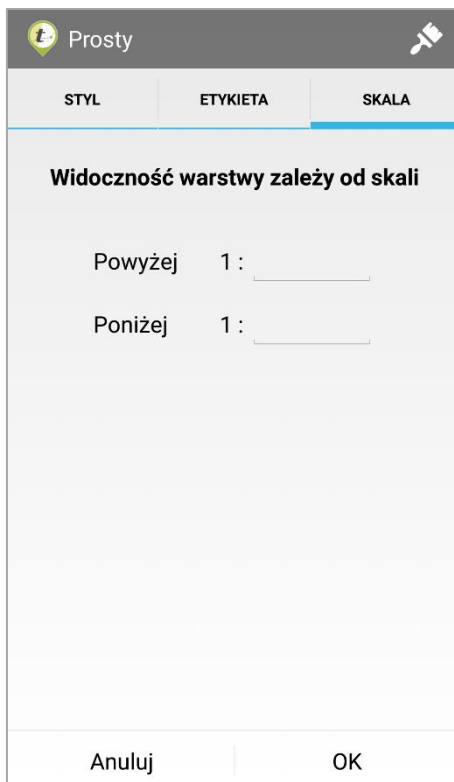 Prosty
STYL ETYKIETA SKALA
Widoczność warstwy zależy od skali
Powyżej 1 :
Poniżej 1 :
Anuluj OK